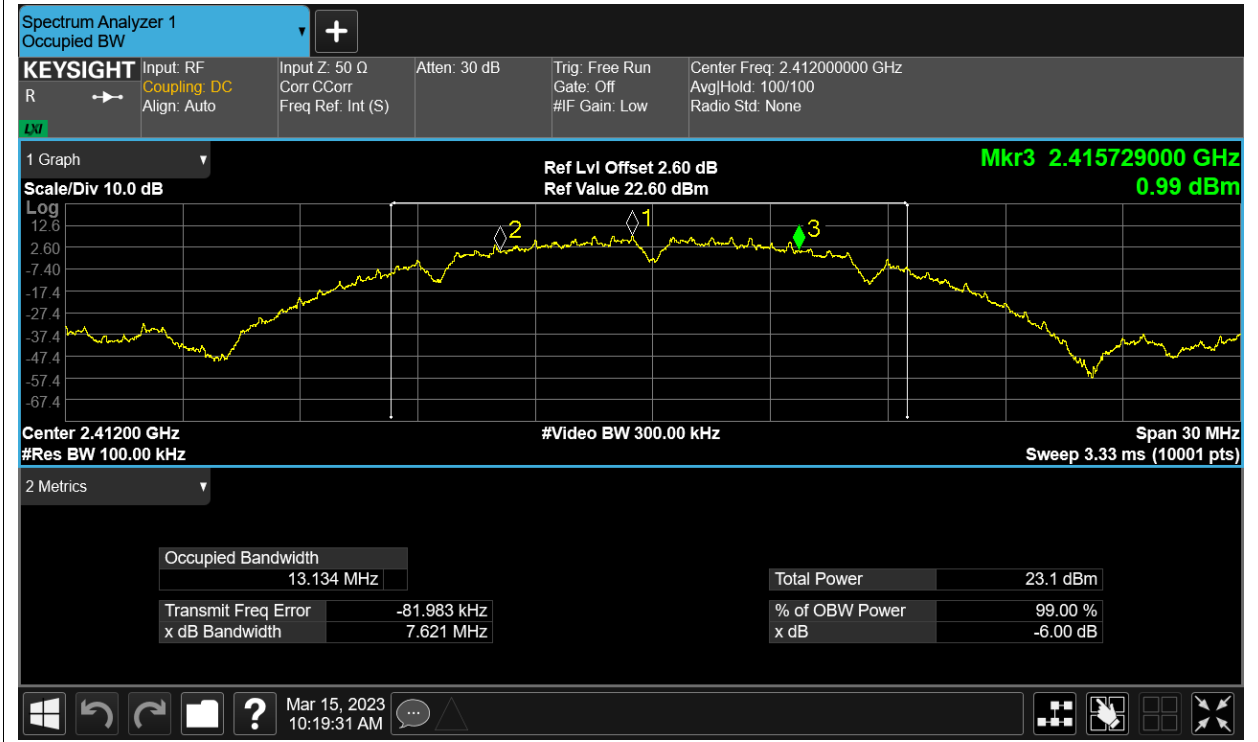 Spectrum Analyzer 1
Occupied BW
KEYSIGHT
R
LXI
Input: RF
Coupling: DC
Align: Auto
Input Z: 50 Ω
Corr CCorr
Freq Ref: Int (S)
Atten: 30 dB
Trig: Free Run
Gate: Off
#IF Gain: Low
Center Freq: 2.412000000 GHz
Avg|Hold: 100/100
Radio Std: None
1 Graph
Scale/Div 10.0 dB
Ref Lvl Offset 2.60 dB
Ref Value 22.60 dBm
Mkr3 2.415729000 GHz
0.99 dBm
Log
12.6
2.60
-7.40
-17.4
-27.4
-37.4
-47.4
-57.4
-67.4
2
1
3
Center 2.41200 GHz
#Res BW 100.00 kHz
#Video BW 300.00 kHz
Span 30 MHz
Sweep 3.33 ms (10001 pts)
2 Metrics
Occupied Bandwidth
13.134 MHz
Transmit Freq Error -81.983 kHz
x dB Bandwidth 7.621 MHz
Total Power 23.1 dBm
% of OBW Power 99.00 %
x dB -6.00 dB
?
Mar 15, 2023
10:19:31 AM